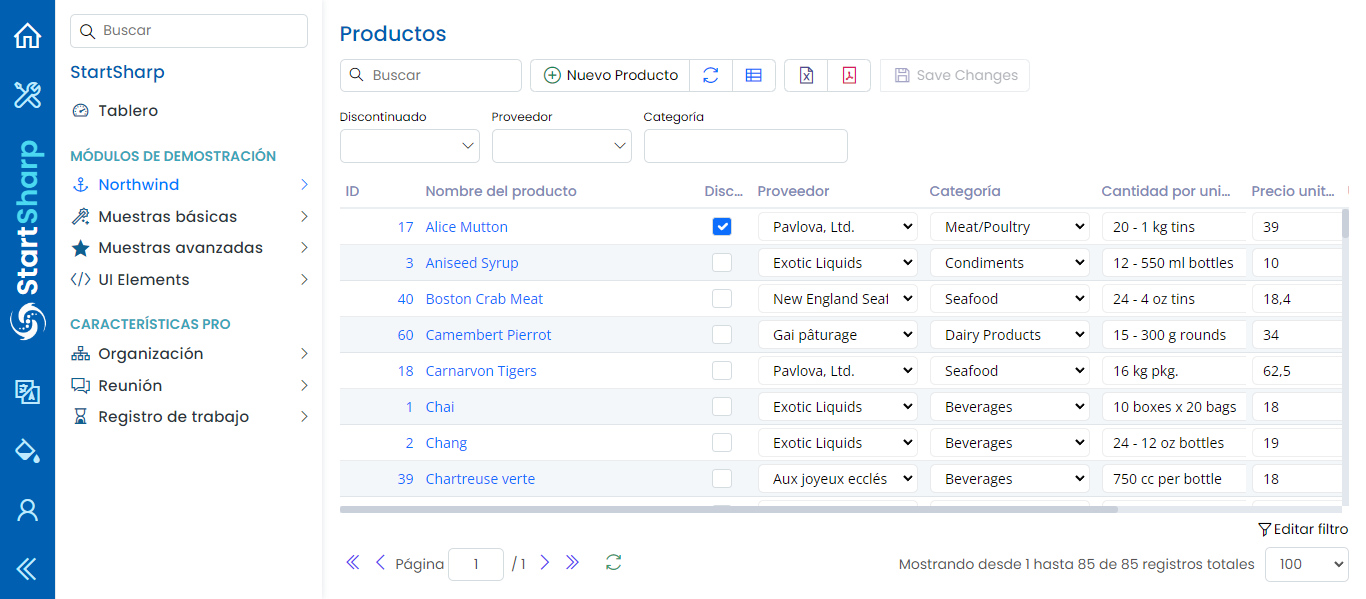 StartSharp
Buscar
StartSharp
Tablero
MÓDULOS DE DEMOSTRACIÓN
Northwind
Muestras básicas
Muestras avanzadas
UI Elements
CARACTERÍSTICAS PRO
Organización
Reunión
Registro de trabajo
Productos
Buscar Nuevo Producto Save Changes
Discontinuado Proveedor Categoría
ID Nombre del producto Disc... Proveedor Categoría Cantidad por uni... Precio unit...
17 Alice Mutton Pavlova, Ltd. Meat/Poultry 20 - 1 kg tins 39
3 Aniseed Syrup Exotic Liquids Condiments 12 - 550 ml bottles 10
40 Boston Crab Meat New England Seaf Seafood 24 - 4 oz tins 18,4
60 Camembert Pierrot Gai pâturage Dairy Products 15 - 300 g rounds 34
18 Carnarvon Tigers Pavlova, Ltd. Seafood 16 kg pkg. 62,5
1 Chai Exotic Liquids Beverages 10 boxes x 20 bags 18
2 Chang Exotic Liquids Beverages 24 - 12 oz bottles 19
39 Chartreuse verte Aux joyeux ecclés Beverages 750 cc per bottle 18
Editar filtro
Página 1 / 1 Mostrando desde 1 hasta 85 de 85 registros totales 100